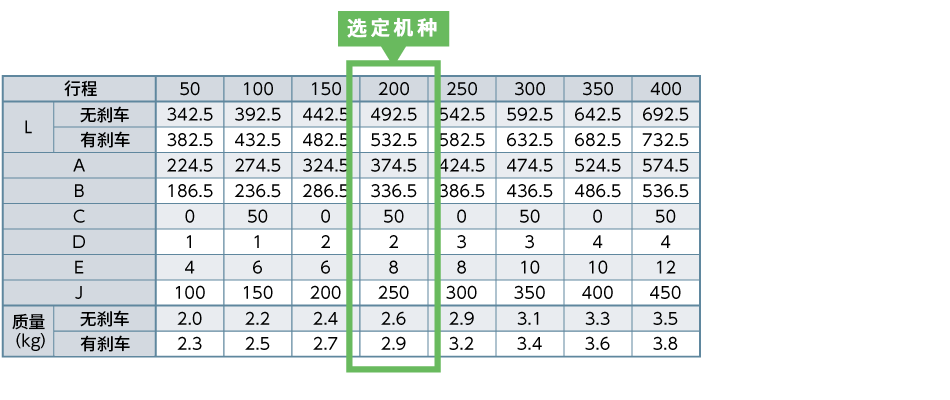 选定机种
行程 50 100 150 200 250 300 350 400
L 无刹车 342.5 392.5 442.5 492.5 542.5 592.5 642.5 692.5
有刹车 382.5 432.5 482.5 532.5 582.5 632.5 682.5 732.5
A 224.5 274.5 324.5 374.5 424.5 474.5 524.5 574.5
B 186.5 236.5 286.5 336.5 386.5 436.5 486.5 536.5
C 0 50 0 50 0 50 0 50
D 1 1 2 2 3 3 4 4
E 4 6 6 8 8 10 10 12
J 100 150 200 250 300 350 400 450
质量 (kg) 无刹车 2.0 2.2 2.4 2.6 2.9 3.1 3.3 3.5
有刹车 2.3 2.5 2.7 2.9 3.2 3.4 3.6 3.8